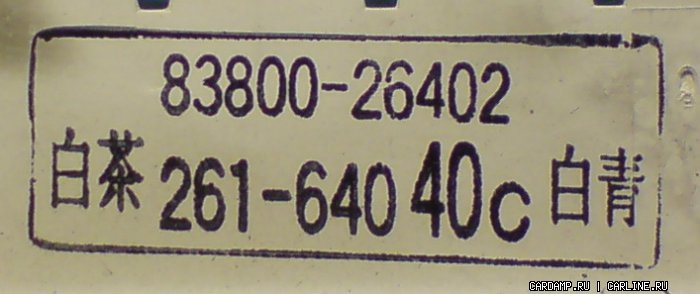 83800-26402
白茶 261-640 40c 白青
CARDAMP.RU | CARLINE.RU